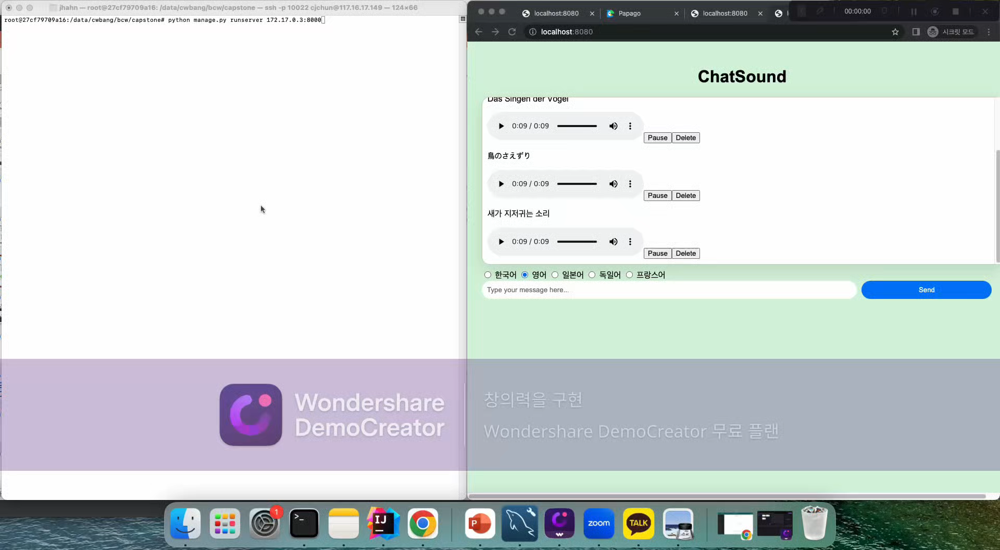 jhahn — root@27cf79709a16: /data/cwbang/bcw/capstone — ssh -p 10022 cjchun@117.16.17.149 — 124×66
root@27cf79709a16:/data/cwbang/bcw/capstone# python manage.py runserver 172.17.0.3:8000
localhost:8080
Papago
localhost:8080
00:00:00
localhost:8080
시크릿 모드
ChatSound
Das Singen der Vögel
0:09 / 0:09
Pause
Delete
鳥のさえずり
0:09 / 0:09
Pause
Delete
새가 지저귀는 소리
0:09 / 0:09
Pause
Delete
한국어 영어 일본어 독일어 프랑스어
Type your message here...
Send
Wondershare
DemoCreator
창의력을 구현
Wondershare DemoCreator 무료 플랜
1
>_
IJ
P
zoom
TALK